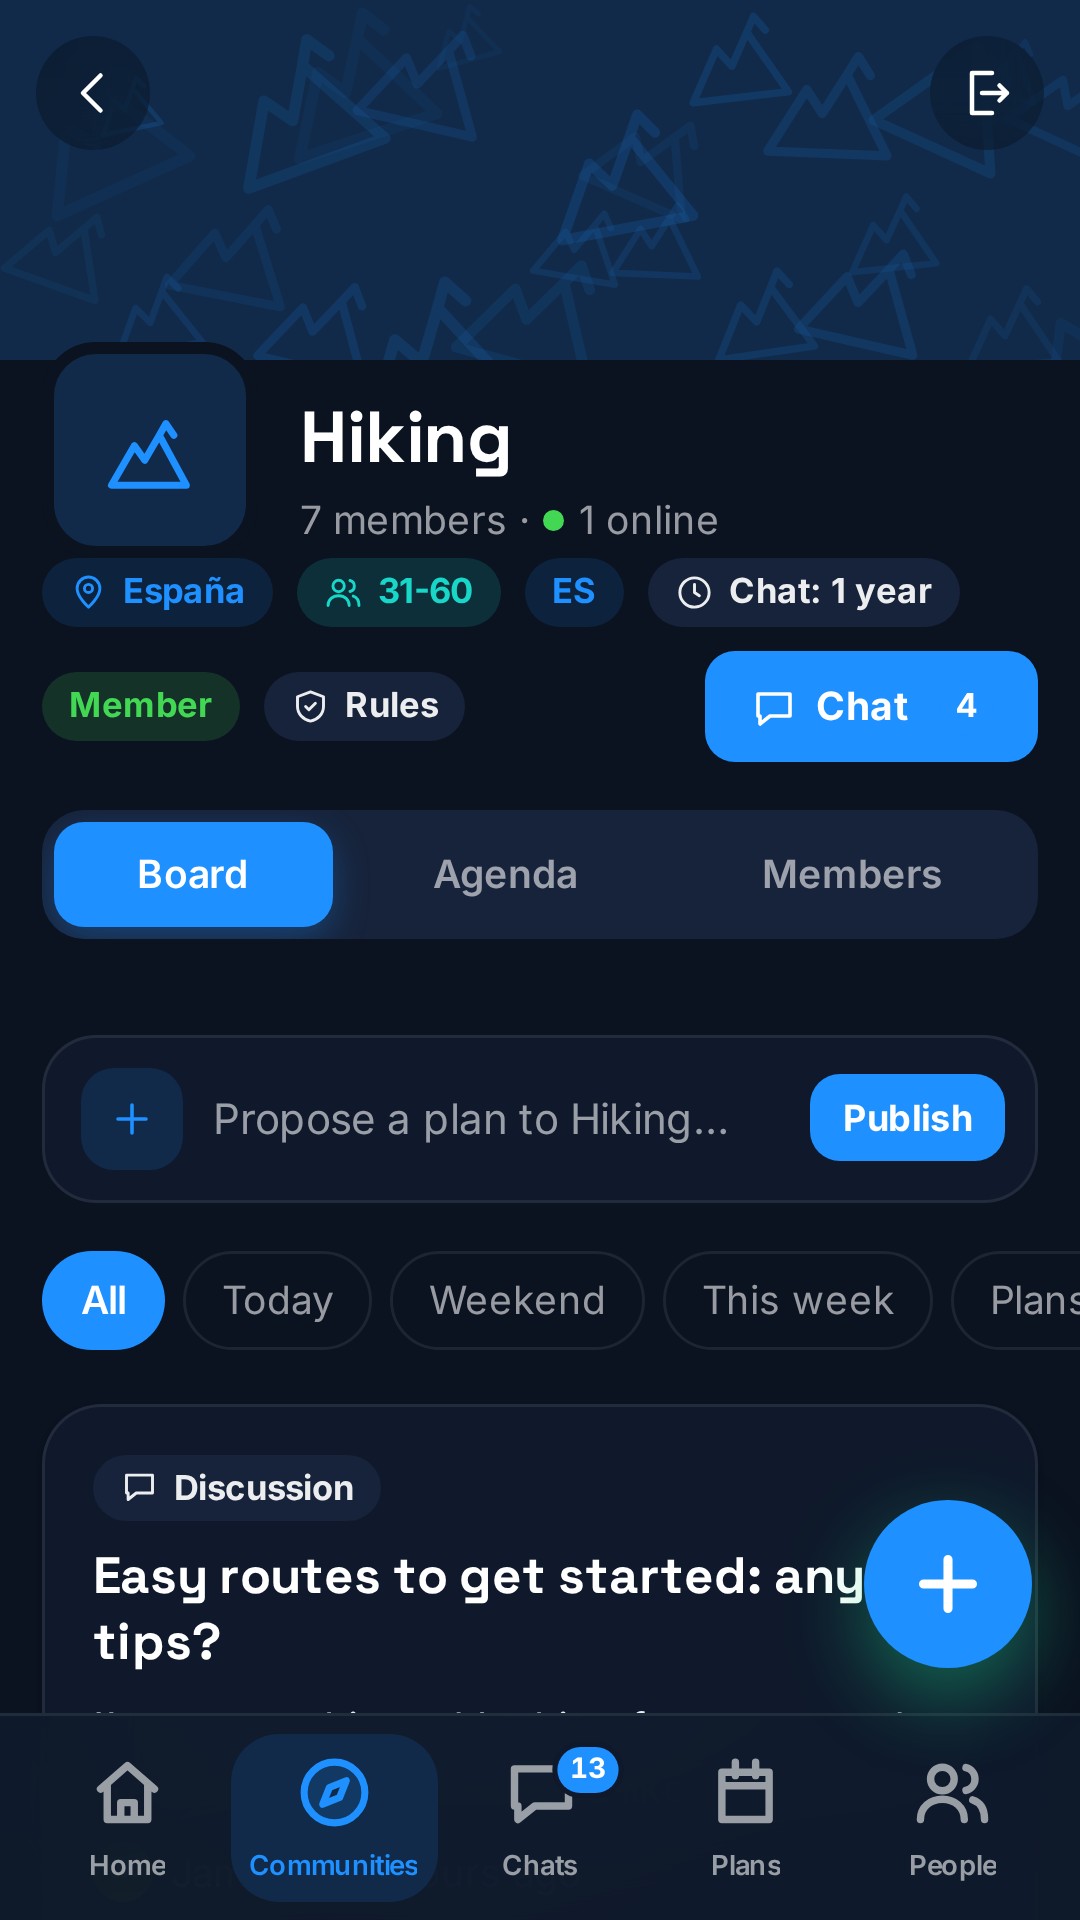 Hiking
7 members · 1 online
España 31-60 ES Chat: 1 year
Member Rules Chat 4
Board Agenda Members
Propose a plan to Hiking... Publish
All Today Weekend This week Plans
Discussion
Easy routes to get started: any
tips?
13
Home Communities Chats Plans People